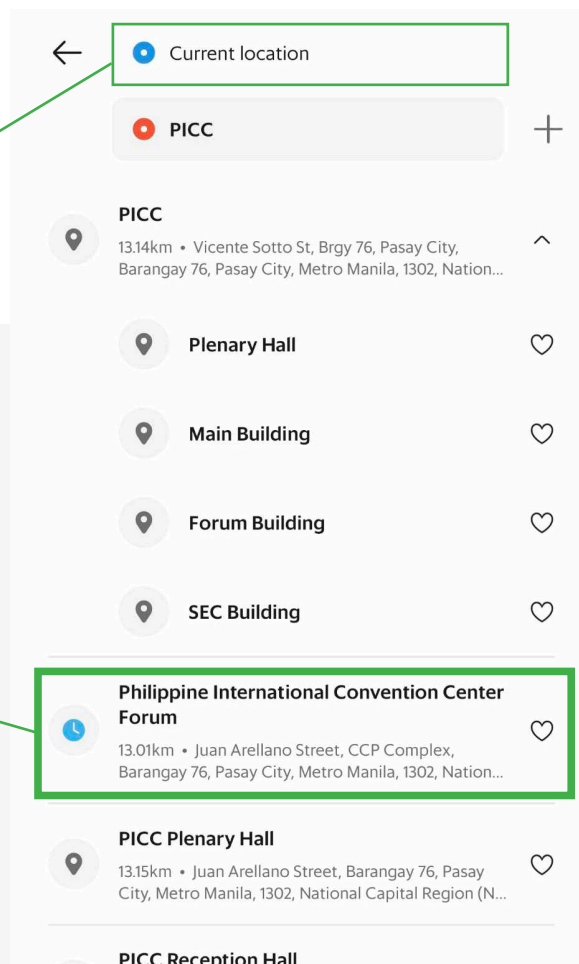 Current location
PICC
PICC
13.14km • Vicente Sotto St, Brgy 76, Pasay City,
Barangay 76, Pasay City, Metro Manila, 1302, Nation...
Plenary Hall
Main Building
Forum Building
SEC Building
Philippine International Convention Center
Forum
13.01km • Juan Arellano Street, CCP Complex,
Barangay 76, Pasay City, Metro Manila, 1302, Nation...
PICC Plenary Hall
13.15km • Juan Arellano Street, Barangay 76, Pasay
City, Metro Manila, 1302, National Capital Region (N...
PICC Reception Hall